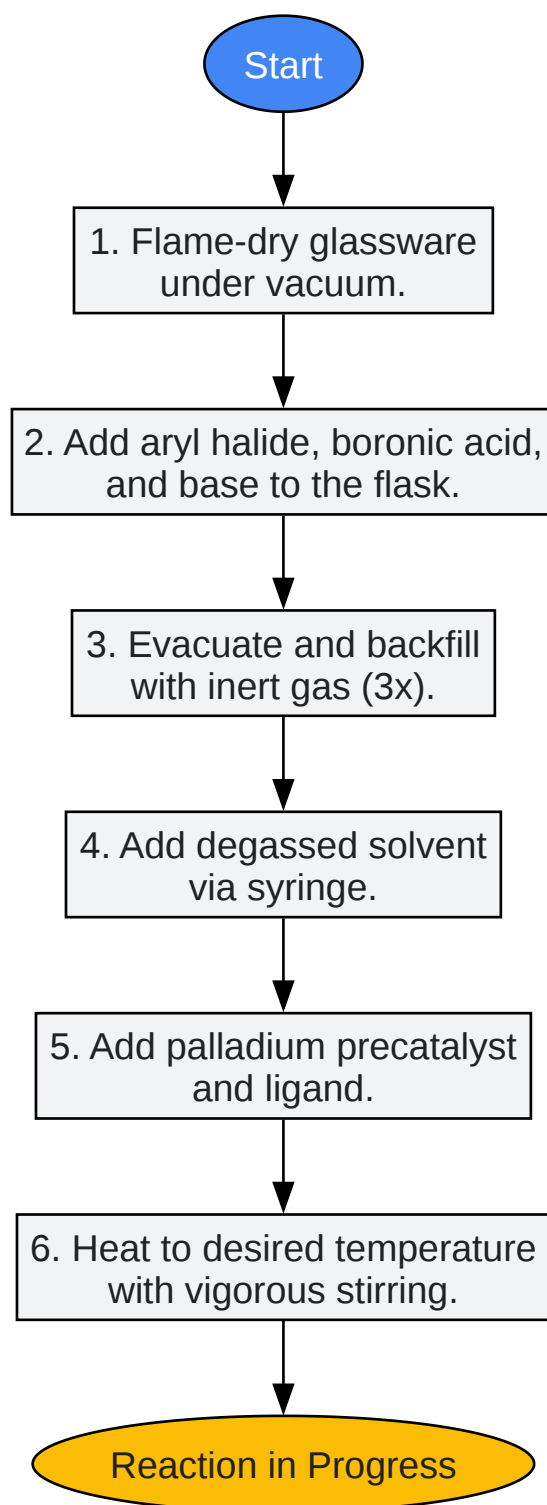 Start
1. Flame-dry glassware
under vacuum.
2. Add aryl halide, boronic acid,
and base to the flask.
3. Evacuate and backfill
with inert gas (3x).
4. Add degassed solvent
via syringe.
5. Add palladium precatalyst
and ligand.
6. Heat to desired temperature
with vigorous stirring.
Reaction in Progress